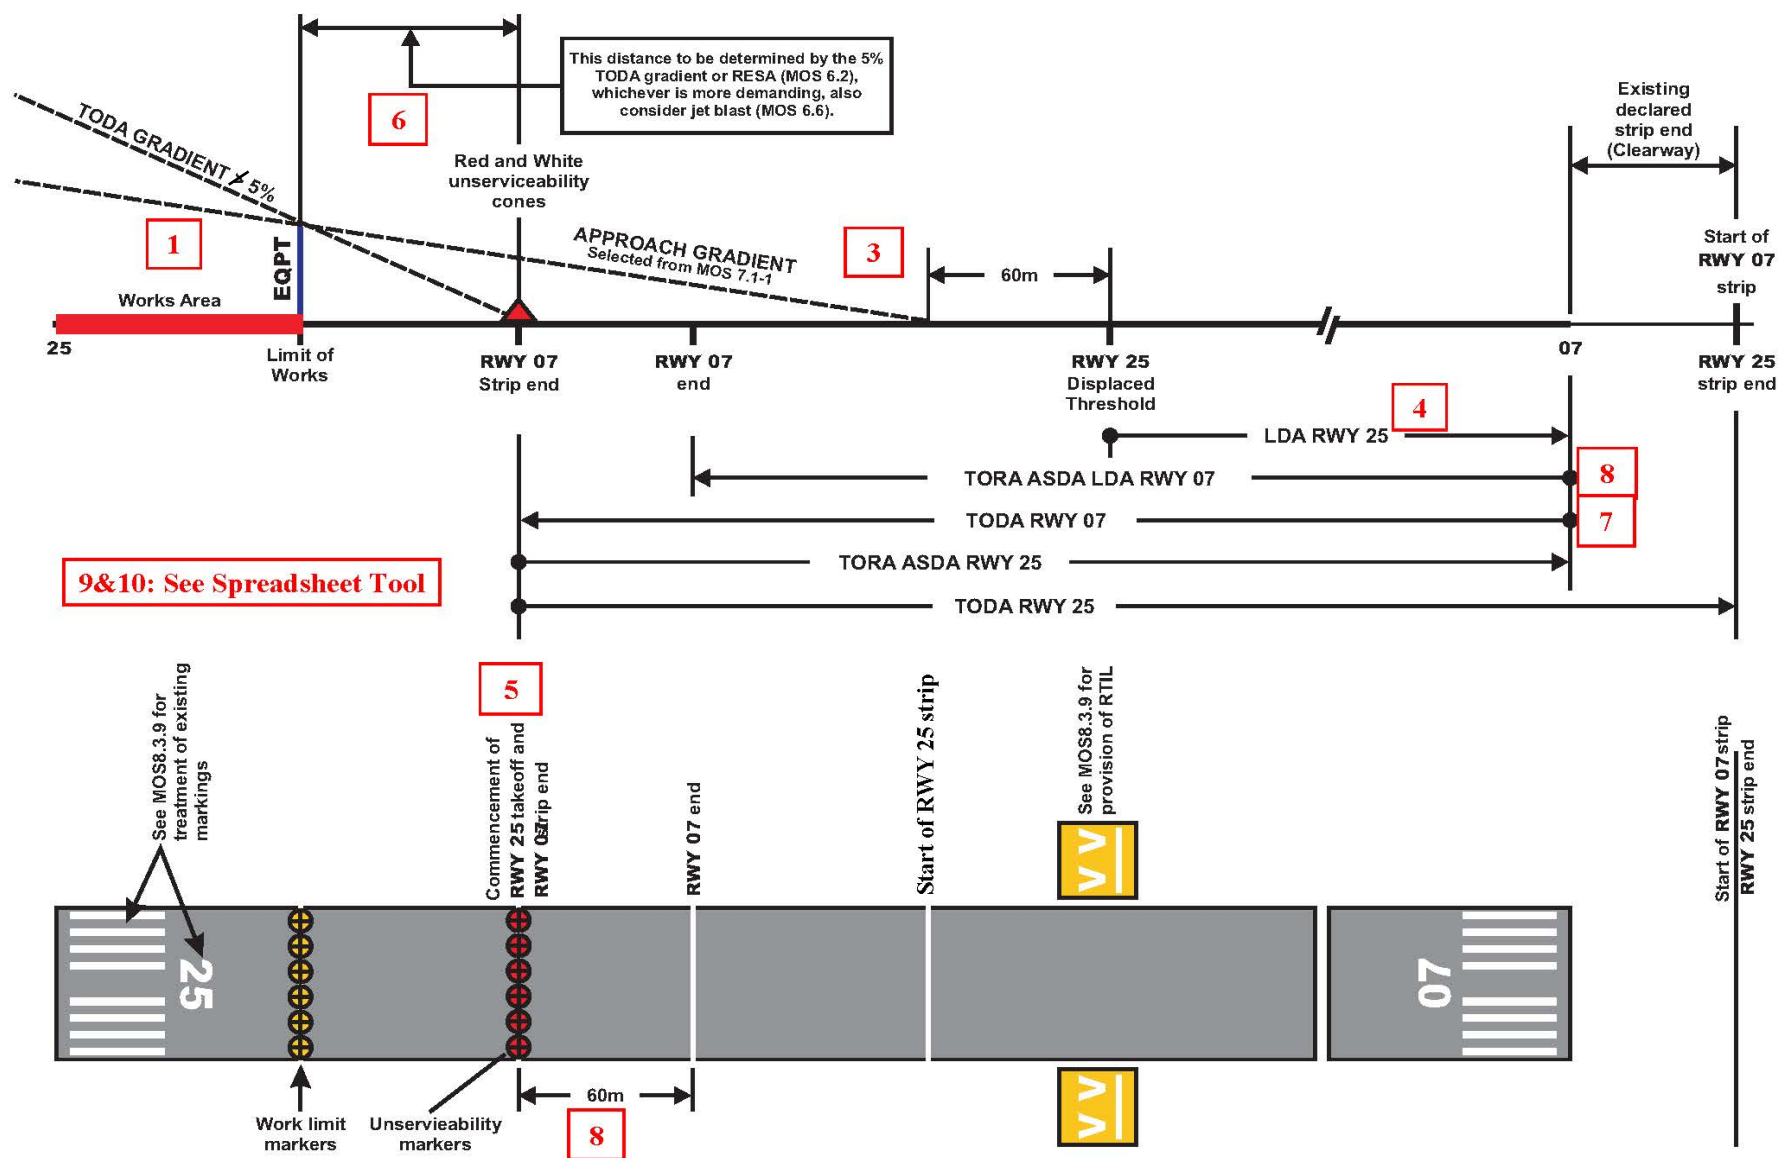 This distance to be determined by the 5%
TODA gradient or RESA (MOS 6.2),
whichever is more demanding, also
consider jet blast (MOS 6.6).
6
Existing
declared
strip end
(Clearway)
TODA GRADIENT > 5%
Red and White
unserviceability
cones
1
EQPT
APPROACH GRADIENT
Selected from MOS 7.1-1
3
60m
Start of
RWY 07
strip
Works Area
25
Limit of
Works
RWY 07
Strip end
RWY 07
end
RWY 25
Displaced
Threshold
07
RWY 25
strip end
4
LDA RWY 25
TORA ASDA LDA RWY 07
8
TODA RWY 07
7
TORA ASDA RWY 25
9&10: See Spreadsheet Tool
TODA RWY 25
5
See MOS8.3.9 for
treatment of existing
markings
Commencement of
RWY 25 takeoff and
RWY 07 strip end
RWY 07 end
Start of RWY 25 strip
See MOS8.3.9 for
provision of RTIL
Start of RWY 07 strip
RWY 25 strip end
V V
25
07
V V
60m
8
Work limit
markers
Unservieability
markers